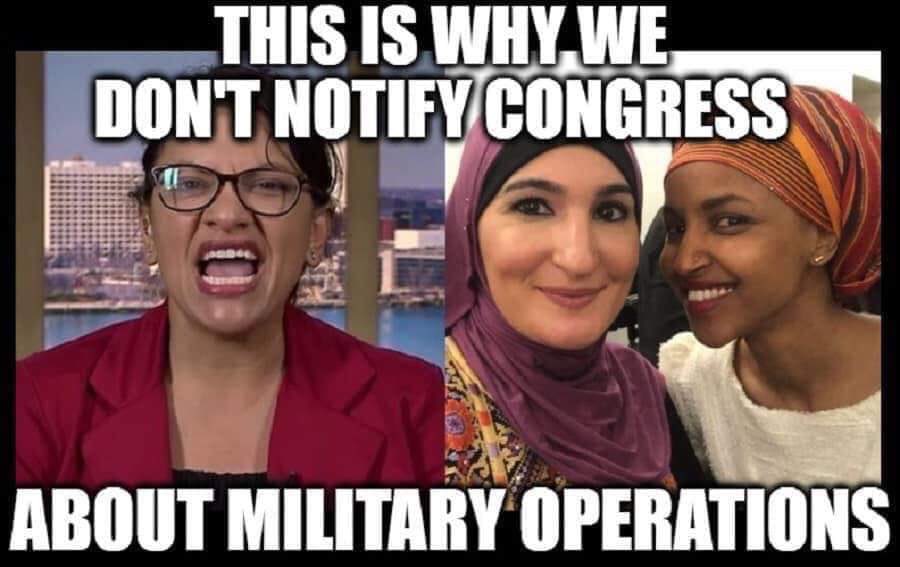 THIS IS WHY WE
DON'T NOTIFY CONGRESS
ABOUT MILITARY OPERATIONS